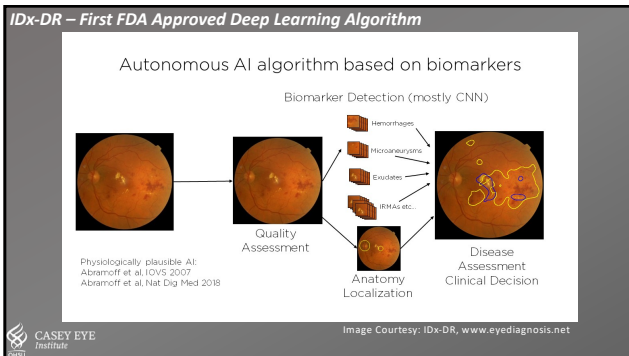 IDx-DR – First FDA Approved Deep Learning Algorithm
Autonomous AI algorithm based on biomarkers
Biomarker Detection (mostly CNN)
Hemorrhages
Microaneurysms
Exudates
IRMAs etc...
Quality
Assessment
Anatomy
Localization
Disease
Assessment
Clinical Decision
Physiologically plausible AI:
Abramoff et al, IOVS 2007
Abramoff et al, Nat Dig Med 2018
Image Courtesy: IDx-DR, www.eyediagnosis.net
CASEY EYE
Institute
OHSU